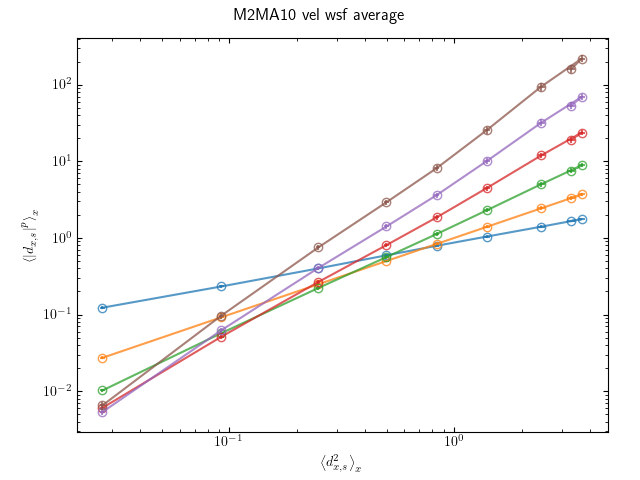 M2MA10 vel wsf average
10²
10¹
10⁰
10⁻¹
10⁻²
⟨|d_{x,s}|^p⟩_x
10⁻¹ 10⁰
⟨d²_{x,s}⟩_x